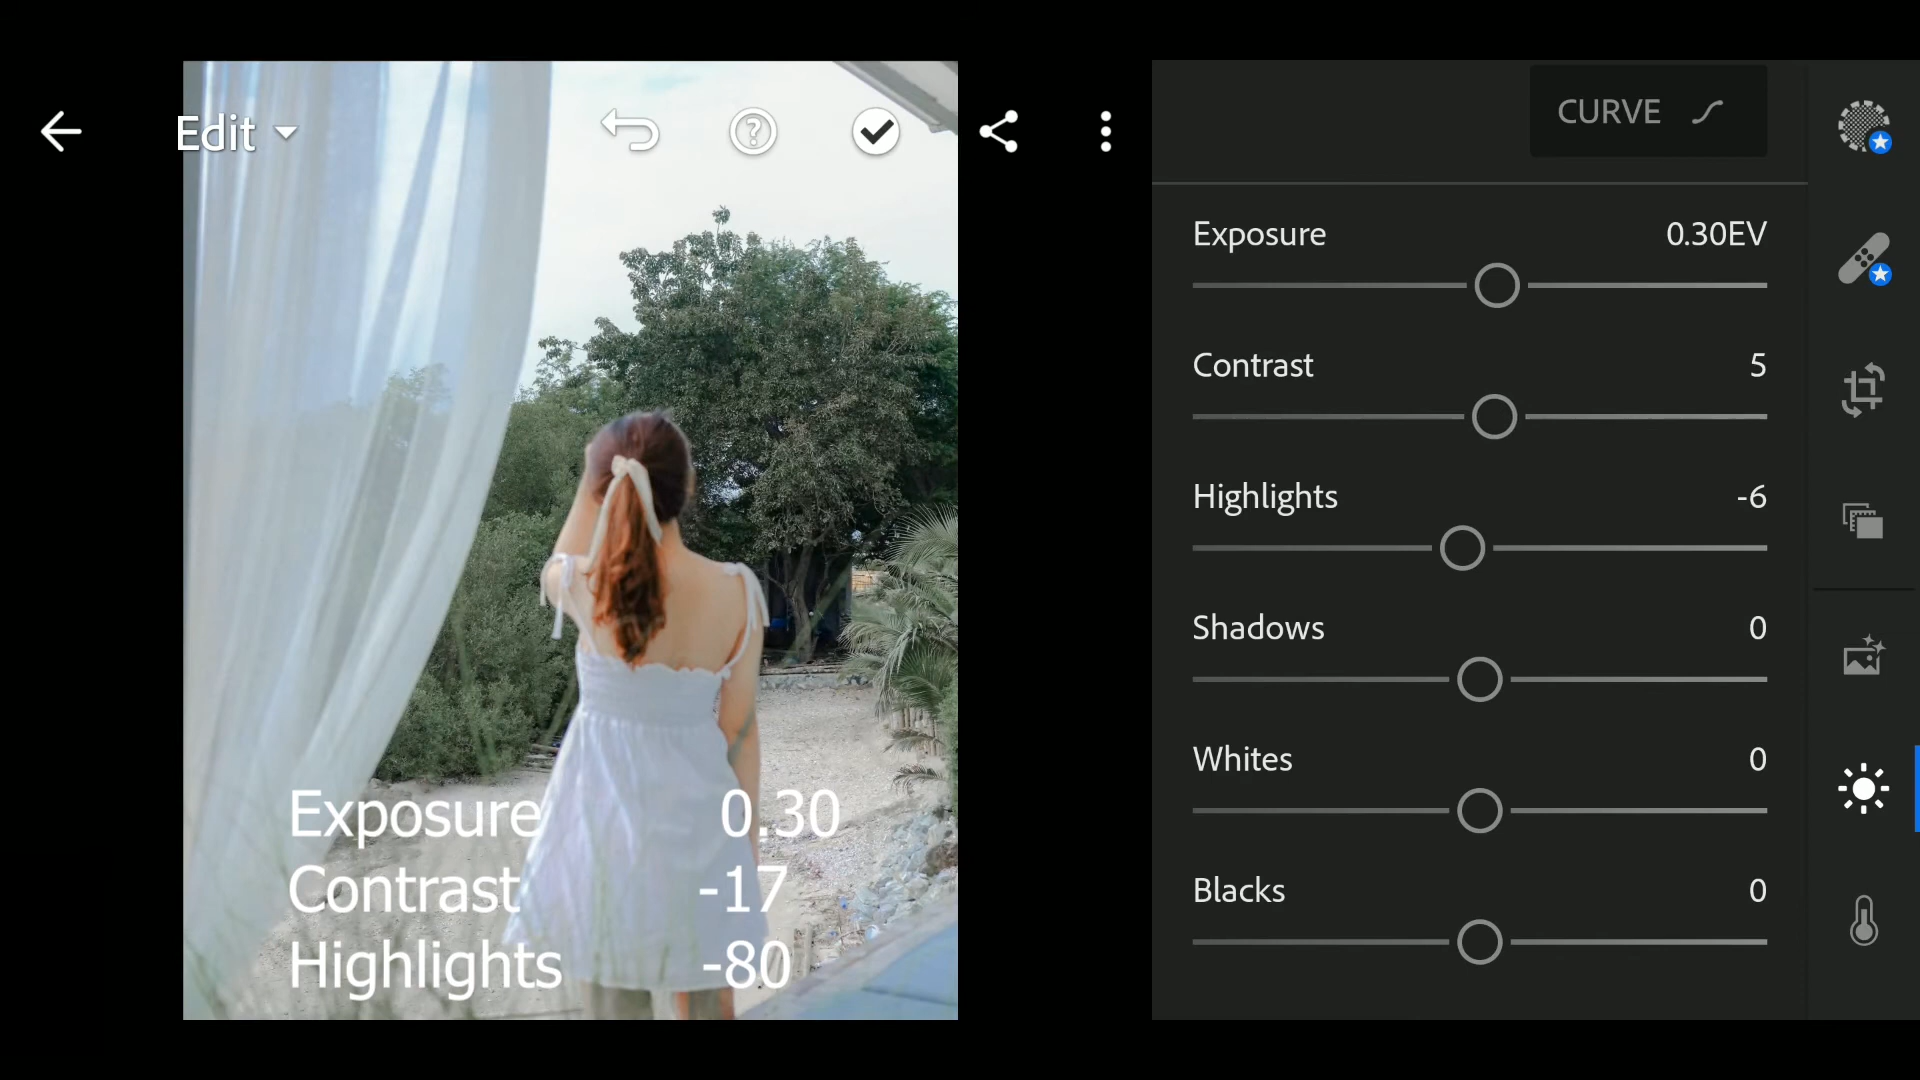 Edit
CURVE
Exposure 0.30EV
Contrast 5
Highlights -6
Shadows 0
Whites 0
Blacks 0
Exposure 0.30
Contrast -17
Highlights -80